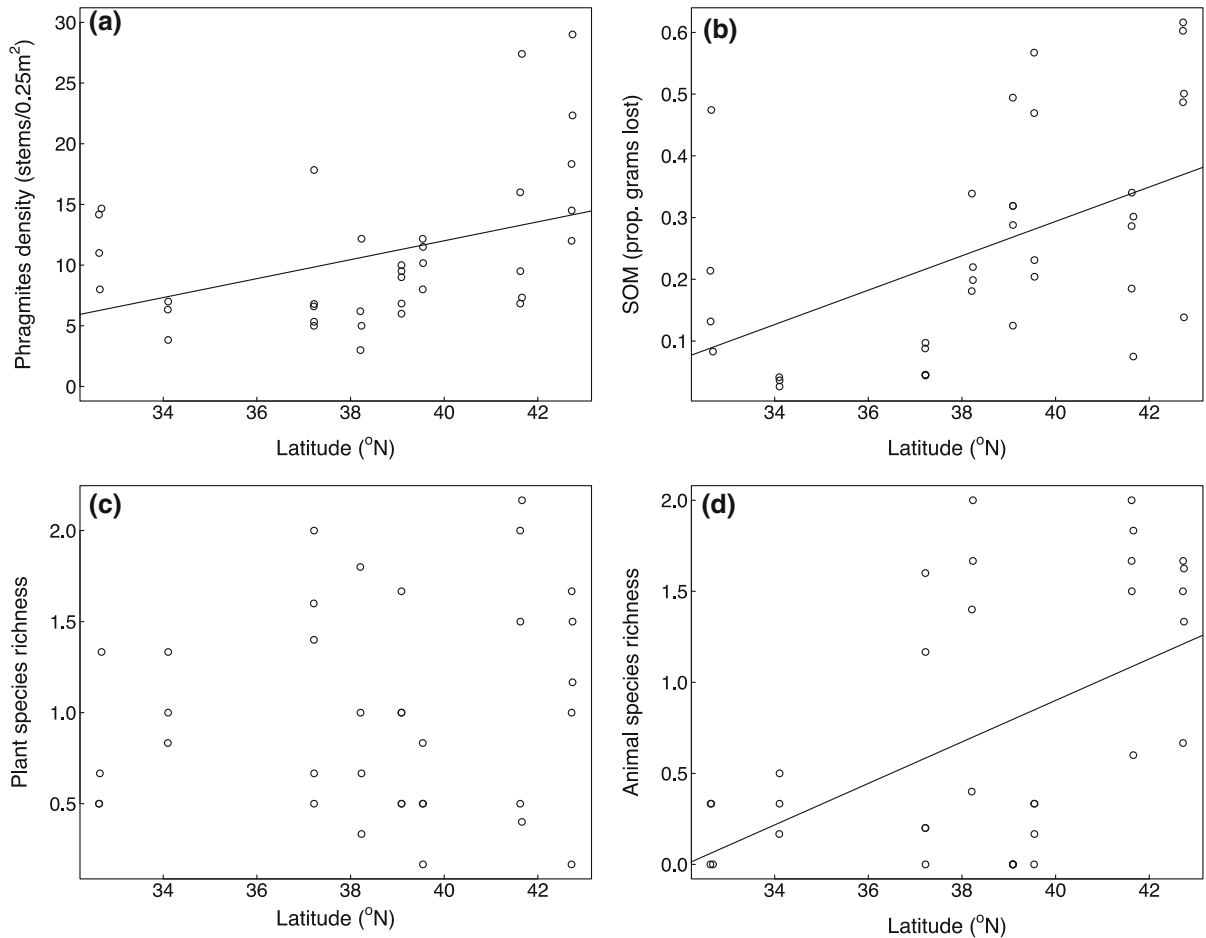 (a)
Phragmites density (stems/0.25m²)
30
25
20
15
10
5
0
34 36 38 40 42
Latitude (°N)
(b)
SOM (prop. grams lost)
0.6
0.5
0.4
0.3
0.2
0.1
34 36 38 40 42
Latitude (°N)
(c)
Plant species richness
2.0
1.5
1.0
0.5
34 36 38 40 42
Latitude (°N)
(d)
Animal species richness
2.0
1.5
1.0
0.5
0.0
34 36 38 40 42
Latitude (°N)